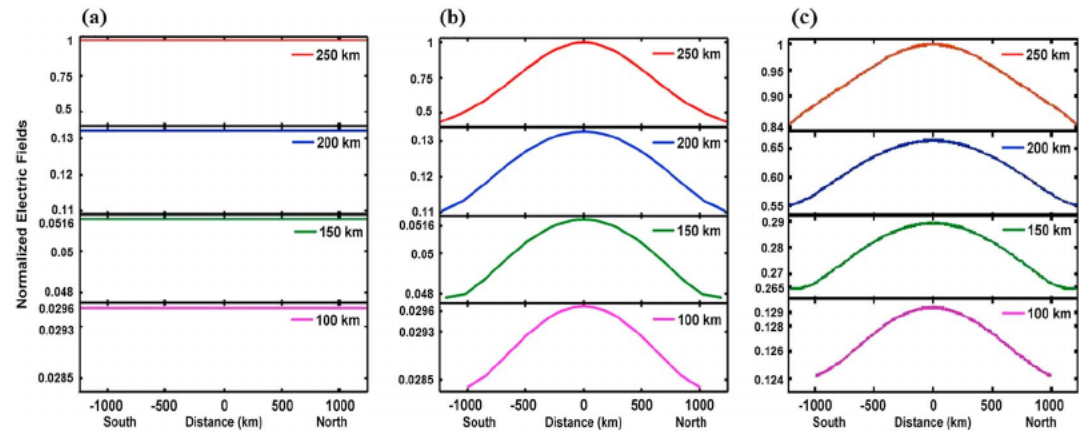 (a)
(b)
(c)
Normalized Electric Fields
1
0.75
0.5
250 km
0.13
0.12
0.11
200 km
0.0516
0.05
0.048
150 km
0.0296
0.0293
0.0285
100 km
-1000 -500 0 500 1000
South Distance (km) North
1
0.75
0.5
250 km
0.13
0.12
0.11
200 km
0.0516
0.05
0.048
150 km
0.0296
0.0293
0.0285
100 km
-1000 -500 0 500 1000
South Distance (km) North
1
0.95
0.90
0.84
250 km
0.65
0.60
0.55
200 km
0.29
0.28
0.27
0.265
150 km
0.129
0.128
0.126
0.124
100 km
-1000 -500 0 500 1000
South Distance (km) North